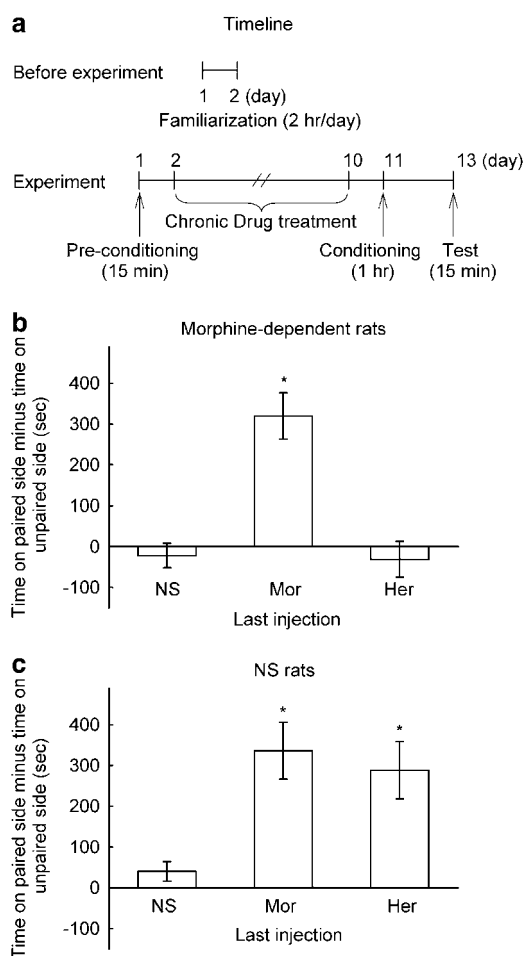 a
Timeline
Before experiment
1 2 (day)
Familiarization (2 hr/day)
1 2 10 11 13 (day)
Experiment
Chronic Drug treatment
Pre-conditioning Conditioning Test
(15 min) (1 hr) (15 min)
b
Morphine-dependent rats
Time on paired side minus time on
unpaired side (sec)
400
*
300
200
100
0
-100
NS Mor Her
Last injection
c
NS rats
Time on paired side minus time on
unpaired side (sec)
*
*
400
300
200
100
0
NS Mor Her
-100
Last injection